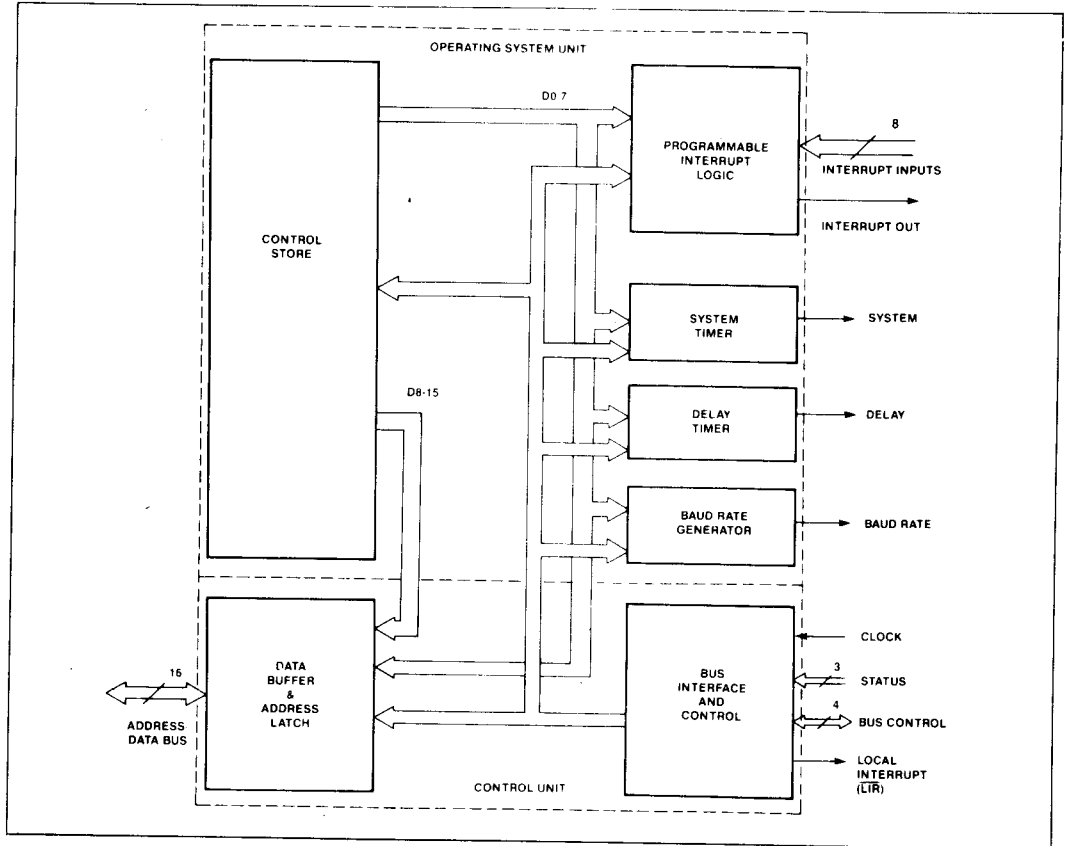 OPERATING SYSTEM UNIT
CONTROL
STORE
D0 7
PROGRAMMABLE
INTERRUPT
LOGIC
8
INTERRUPT INPUTS
INTERRUPT OUT
SYSTEM
TIMER
SYSTEM
D8-15
DELAY
TIMER
DELAY
BAUD RATE
GENERATOR
BAUD RATE
16
ADDRESS
DATA BUS
DATA
BUFFER
&
ADDRESS
LATCH
BUS
INTERFACE
AND
CONTROL
CLOCK
3
STATUS
4
BUS CONTROL
LOCAL
INTERRUPT
(LIR)
CONTROL UNIT